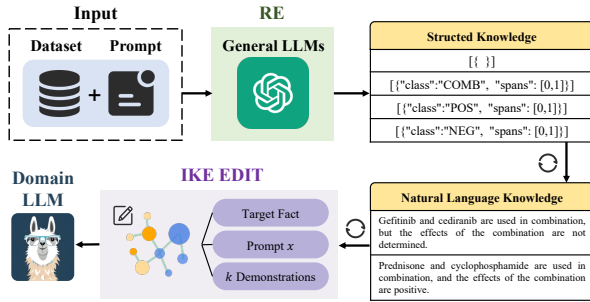 Input
Dataset
Prompt
+
RE
General LLMs
Structed Knowledge
[{ }]
[{"class":"COMB", "spans": [0,1]}]
[{"class":"POS", "spans": [0,1]}]
[{"class":"NEG", "spans": [0,1]}]
Domain
LLM
IKE EDIT
Target Fact
Prompt x
k Demonstrations
Natural Language Knowledge
Gefitinib and cediranib are used in combination,
but the effects of the combination are not
determined.
Prednisone and cyclophosphamide are used in
combination, and the effects of the combination
are positive.